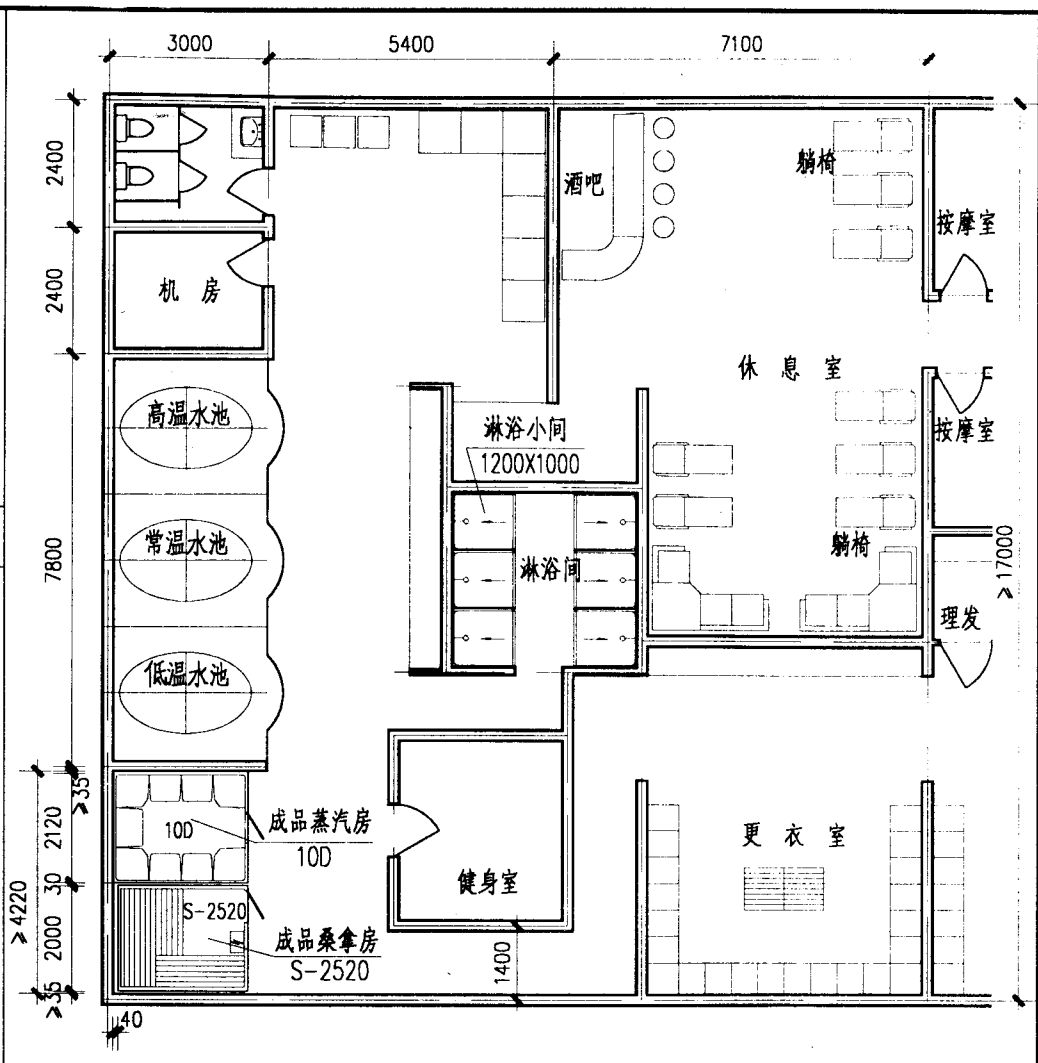 3000
5400
7100
2400
酒吧
躺椅
按摩室
2400
机 房
休 息 室
高温水池
淋浴小间
1200X1000
按摩室
7800
常温水池
淋浴间
躺椅
≥17000
理发
低温水池
≥35
2120
10D
成品蒸汽房
10D
更 衣 室
健身室
30
≥4220
2000
S-2520
成品桑拿房
S-2520
1400
≥35
40